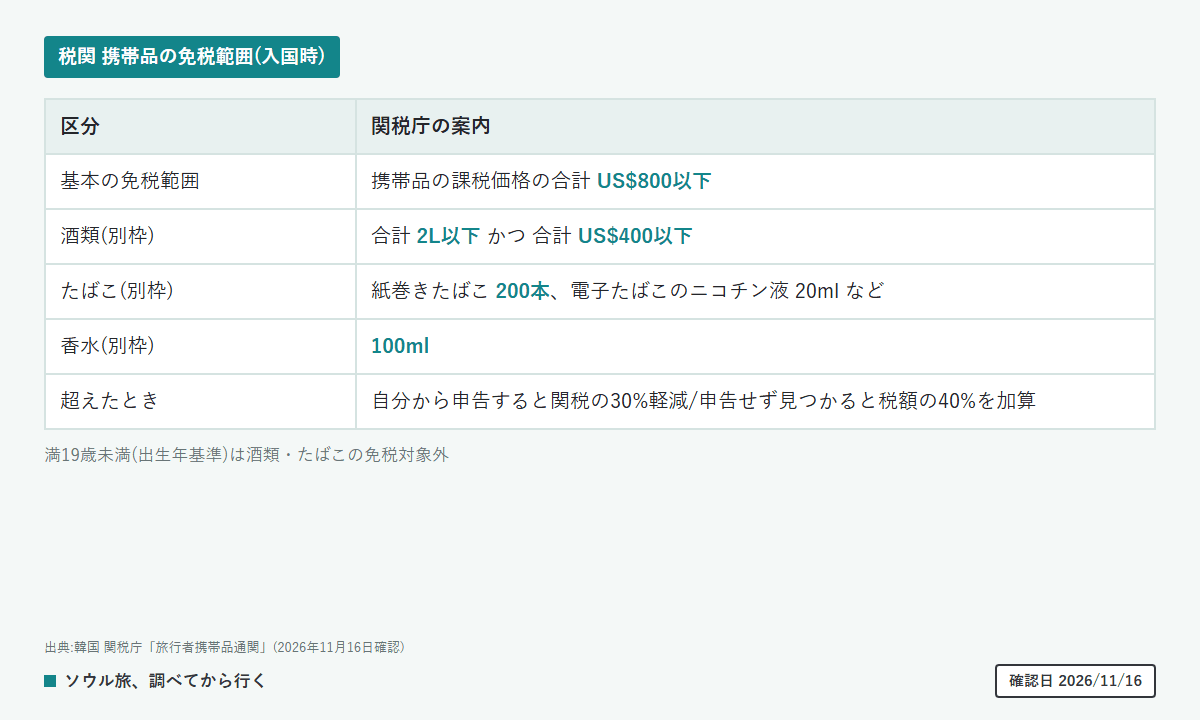 税関 携帯品の免税範囲(入国時)
区分 関税庁の案内
基本の免税範囲 携帯品の課税価格の合計 US$800以下
酒類(別枠) 合計 2L以下 かつ 合計 US$400以下
たばこ(別枠) 紙巻きたばこ 200本、電子たばこのニコチン液 20ml など
香水(別枠) 100ml
超えたとき 自分から申告すると関税の30%軽減/申告せず見つかると税額の40%を加算
満19歳未満(出生年基準)は酒類・たばこの免税対象外
出典:韓国 関税庁「旅行者携帯品通関」(2026年11月16日確認)
ソウル旅、調べてから行く
確認日 2026/11/16